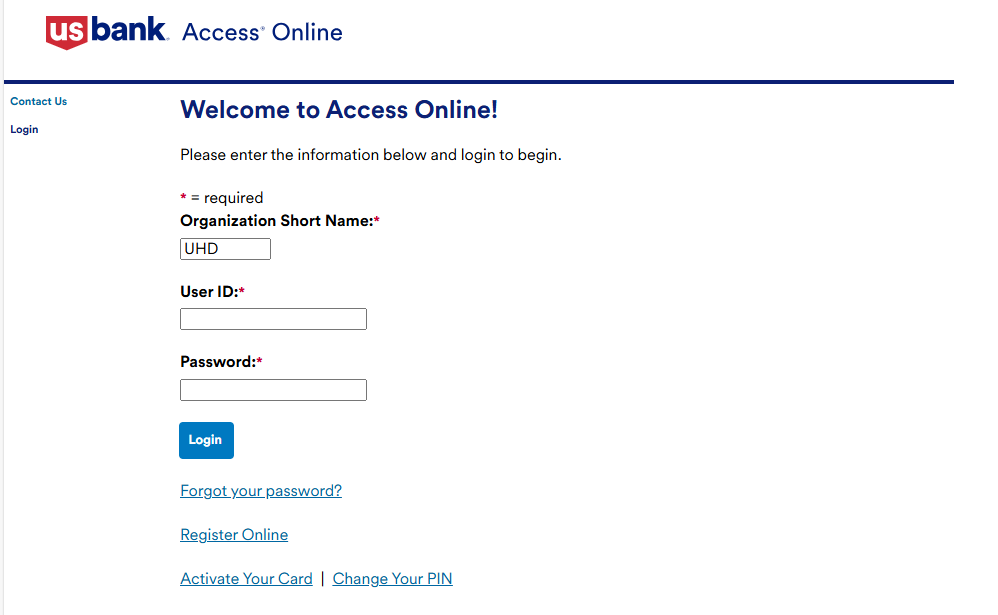 usbank. Access® Online
Contact Us
Login
Welcome to Access Online!
Please enter the information below and login to begin.
* = required
Organization Short Name:*
UHD
User ID:*
Password:*
Login
Forgot your password?
Register Online
Activate Your Card | Change Your PIN